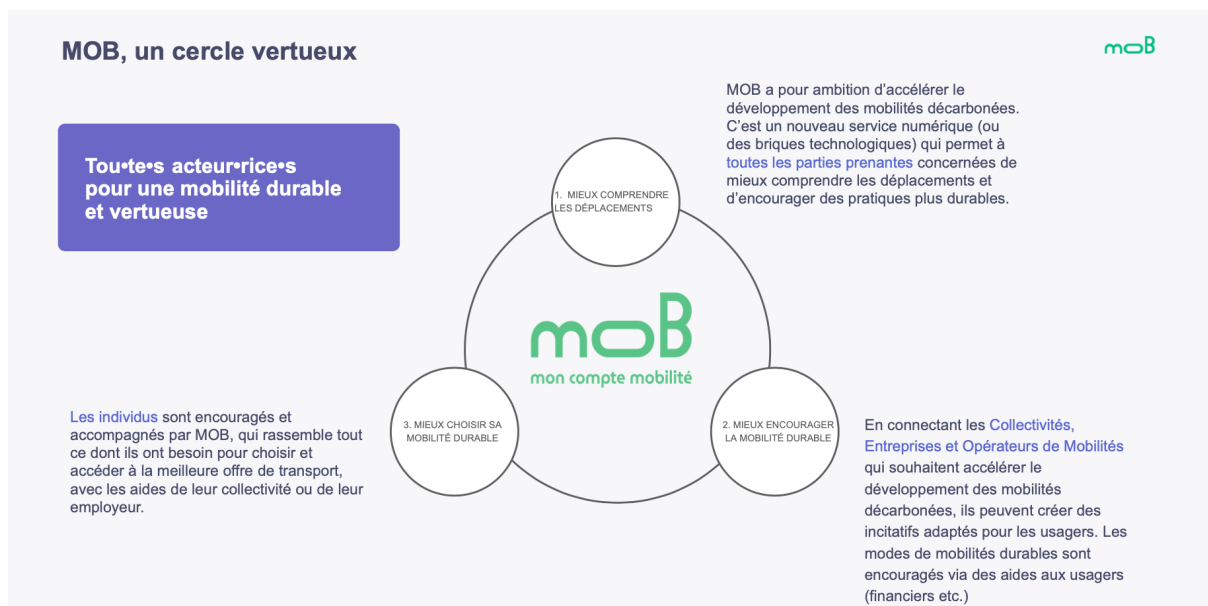 MOB, un cercle vertueux
moB
Tou•te•s acteur•rice•s
pour une mobilité durable
et vertueuse
MOB a pour ambition d’accélérer le
développement des mobilités décarbonées.
C’est un nouveau service numérique (ou
des briques technologiques) qui permet à
toutes les parties prenantes concernées de
mieux comprendre les déplacements et
d’encourager des pratiques plus durables.
1. MIEUX COMPRENDRE
LES DÉPLACEMENTS
moB
mon compte mobilité
3. MIEUX CHOISIR SA
MOBILITÉ DURABLE
2. MIEUX ENCOURAGER
LA MOBILITÉ DURABLE
Les individus sont encouragés et
accompagnés par MOB, qui rassemble tout
ce dont ils ont besoin pour choisir et
accéder à la meilleure offre de transport,
avec les aides de leur collectivité ou de leur
employeur.
En connectant les Collectivités,
Entreprises et Opérateurs de Mobilités
qui souhaitent accélérer le
développement des mobilités
décarbonées, ils peuvent créer des
incitatifs adaptés pour les usagers. Les
modes de mobilités durables sont
encouragés via des aides aux usagers
(financiers etc.)